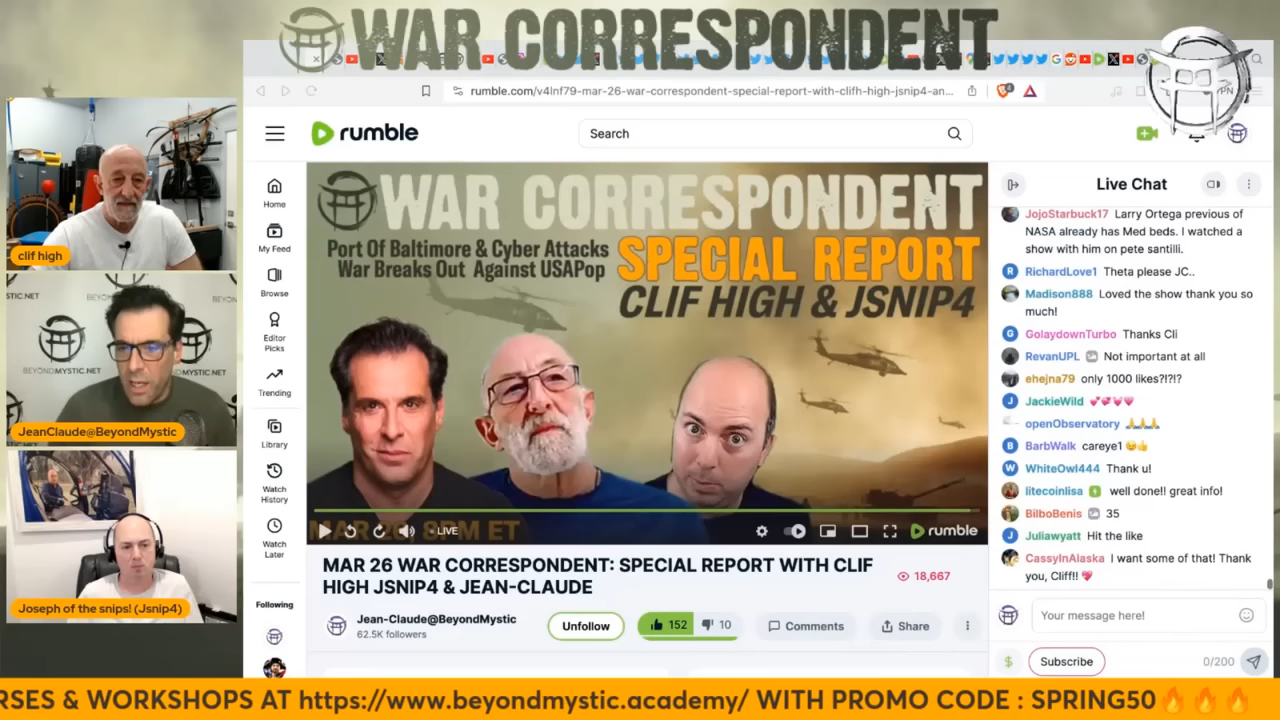 WAR CORRESPONDENT
rumble.com/v4lnf79-mar-26-war-correspondent-special-report-with-clifh-high-jsnip4-an...
rumble
Search
Home
My Feed
Browse
Editor
Picks
Trending
Library
Watch
History
Watch
Later
Following
clif high
BEYONDMYSTIC.NET
JeanClaude@BeyondMystic
Joseph of the snips! (Jsnip4)
WAR CORRESPONDENT
Port Of Baltimore & Cyber Attacks
War Breaks Out Against USAPop
SPECIAL REPORT
CLIF HIGH & JSNIP4
LIVE
rumble
MAR 26 WAR CORRESPONDENT: SPECIAL REPORT WITH CLIF
HIGH JSNIP4 & JEAN-CLAUDE
18,667
Jean-Claude@BeyondMystic
62.5K followers
Unfollow
152
10
Comments
Share
Live Chat
JojoStarbuck17 Larry Ortega previous of
NASA already has Med beds. I watched a
show with him on pete santilli.
R RichardLove1 Theta please JC..
Madison888 Loved the show thank you so
much!
G GolaydownTurbo Thanks Cli
RevanUPL Not important at all
ehejna79 only 1000 likes?!?!?
J JackieWild 💕💕💕💗
openObservatory 🙏🙏🙏
B BarbWalk careye1 😉👍
W WhiteOwl444 Thank u!
litecoinlisa well done!! great info!
BilboBenis 35
J Juliawyatt Hit the like
CassyInAlaska I want some of that! Thank
you, Cliff!! 💖
Your message here!
$ Subscribe 0/200
RSES & WORKSHOPS AT https://www.beyondmystic.academy/ WITH PROMO CODE : SPRING50🔥🔥🔥